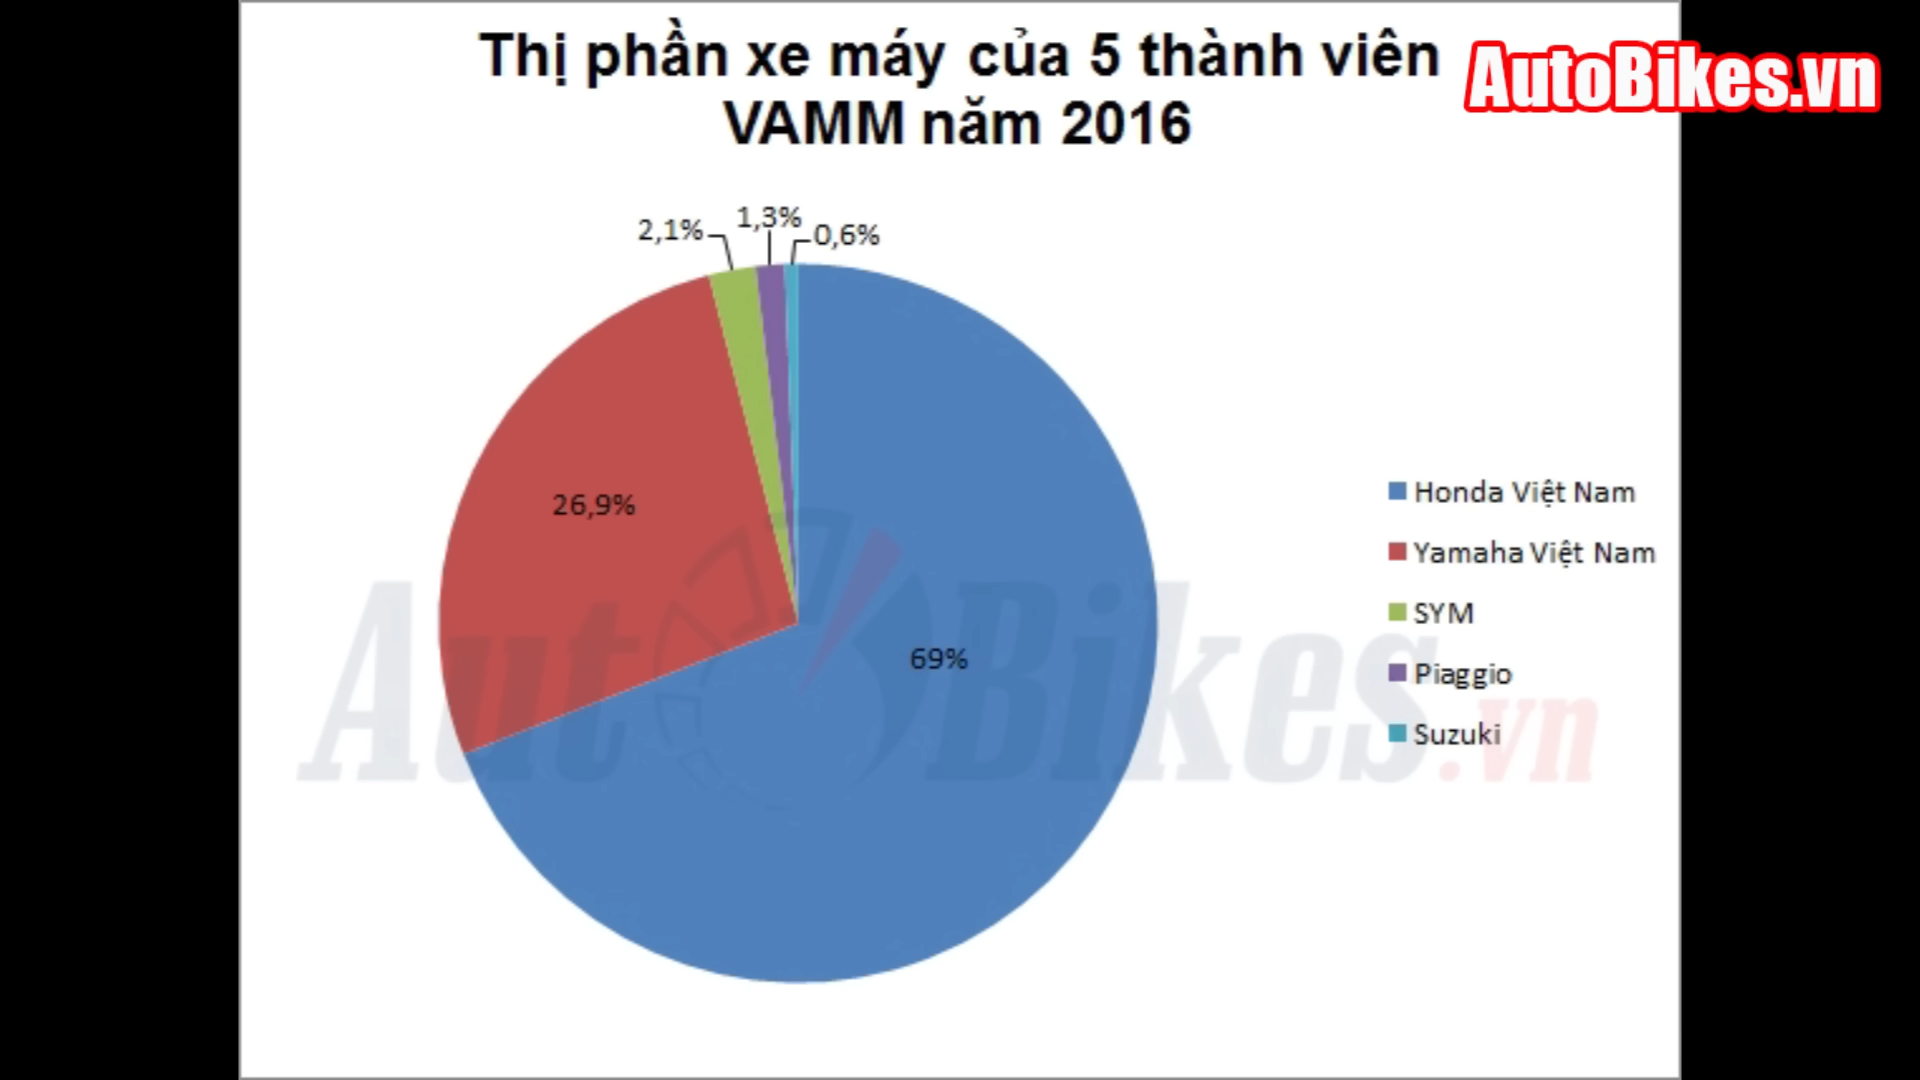 Thị phần xe máy của 5 thành viên
VAMM năm 2016
AutoBikes.vn
2,1%
1,3%
0,6%
26,9%
69%
Honda Việt Nam
Yamaha Việt Nam
SYM
Piaggio
Suzuki
AutoBikes.vn